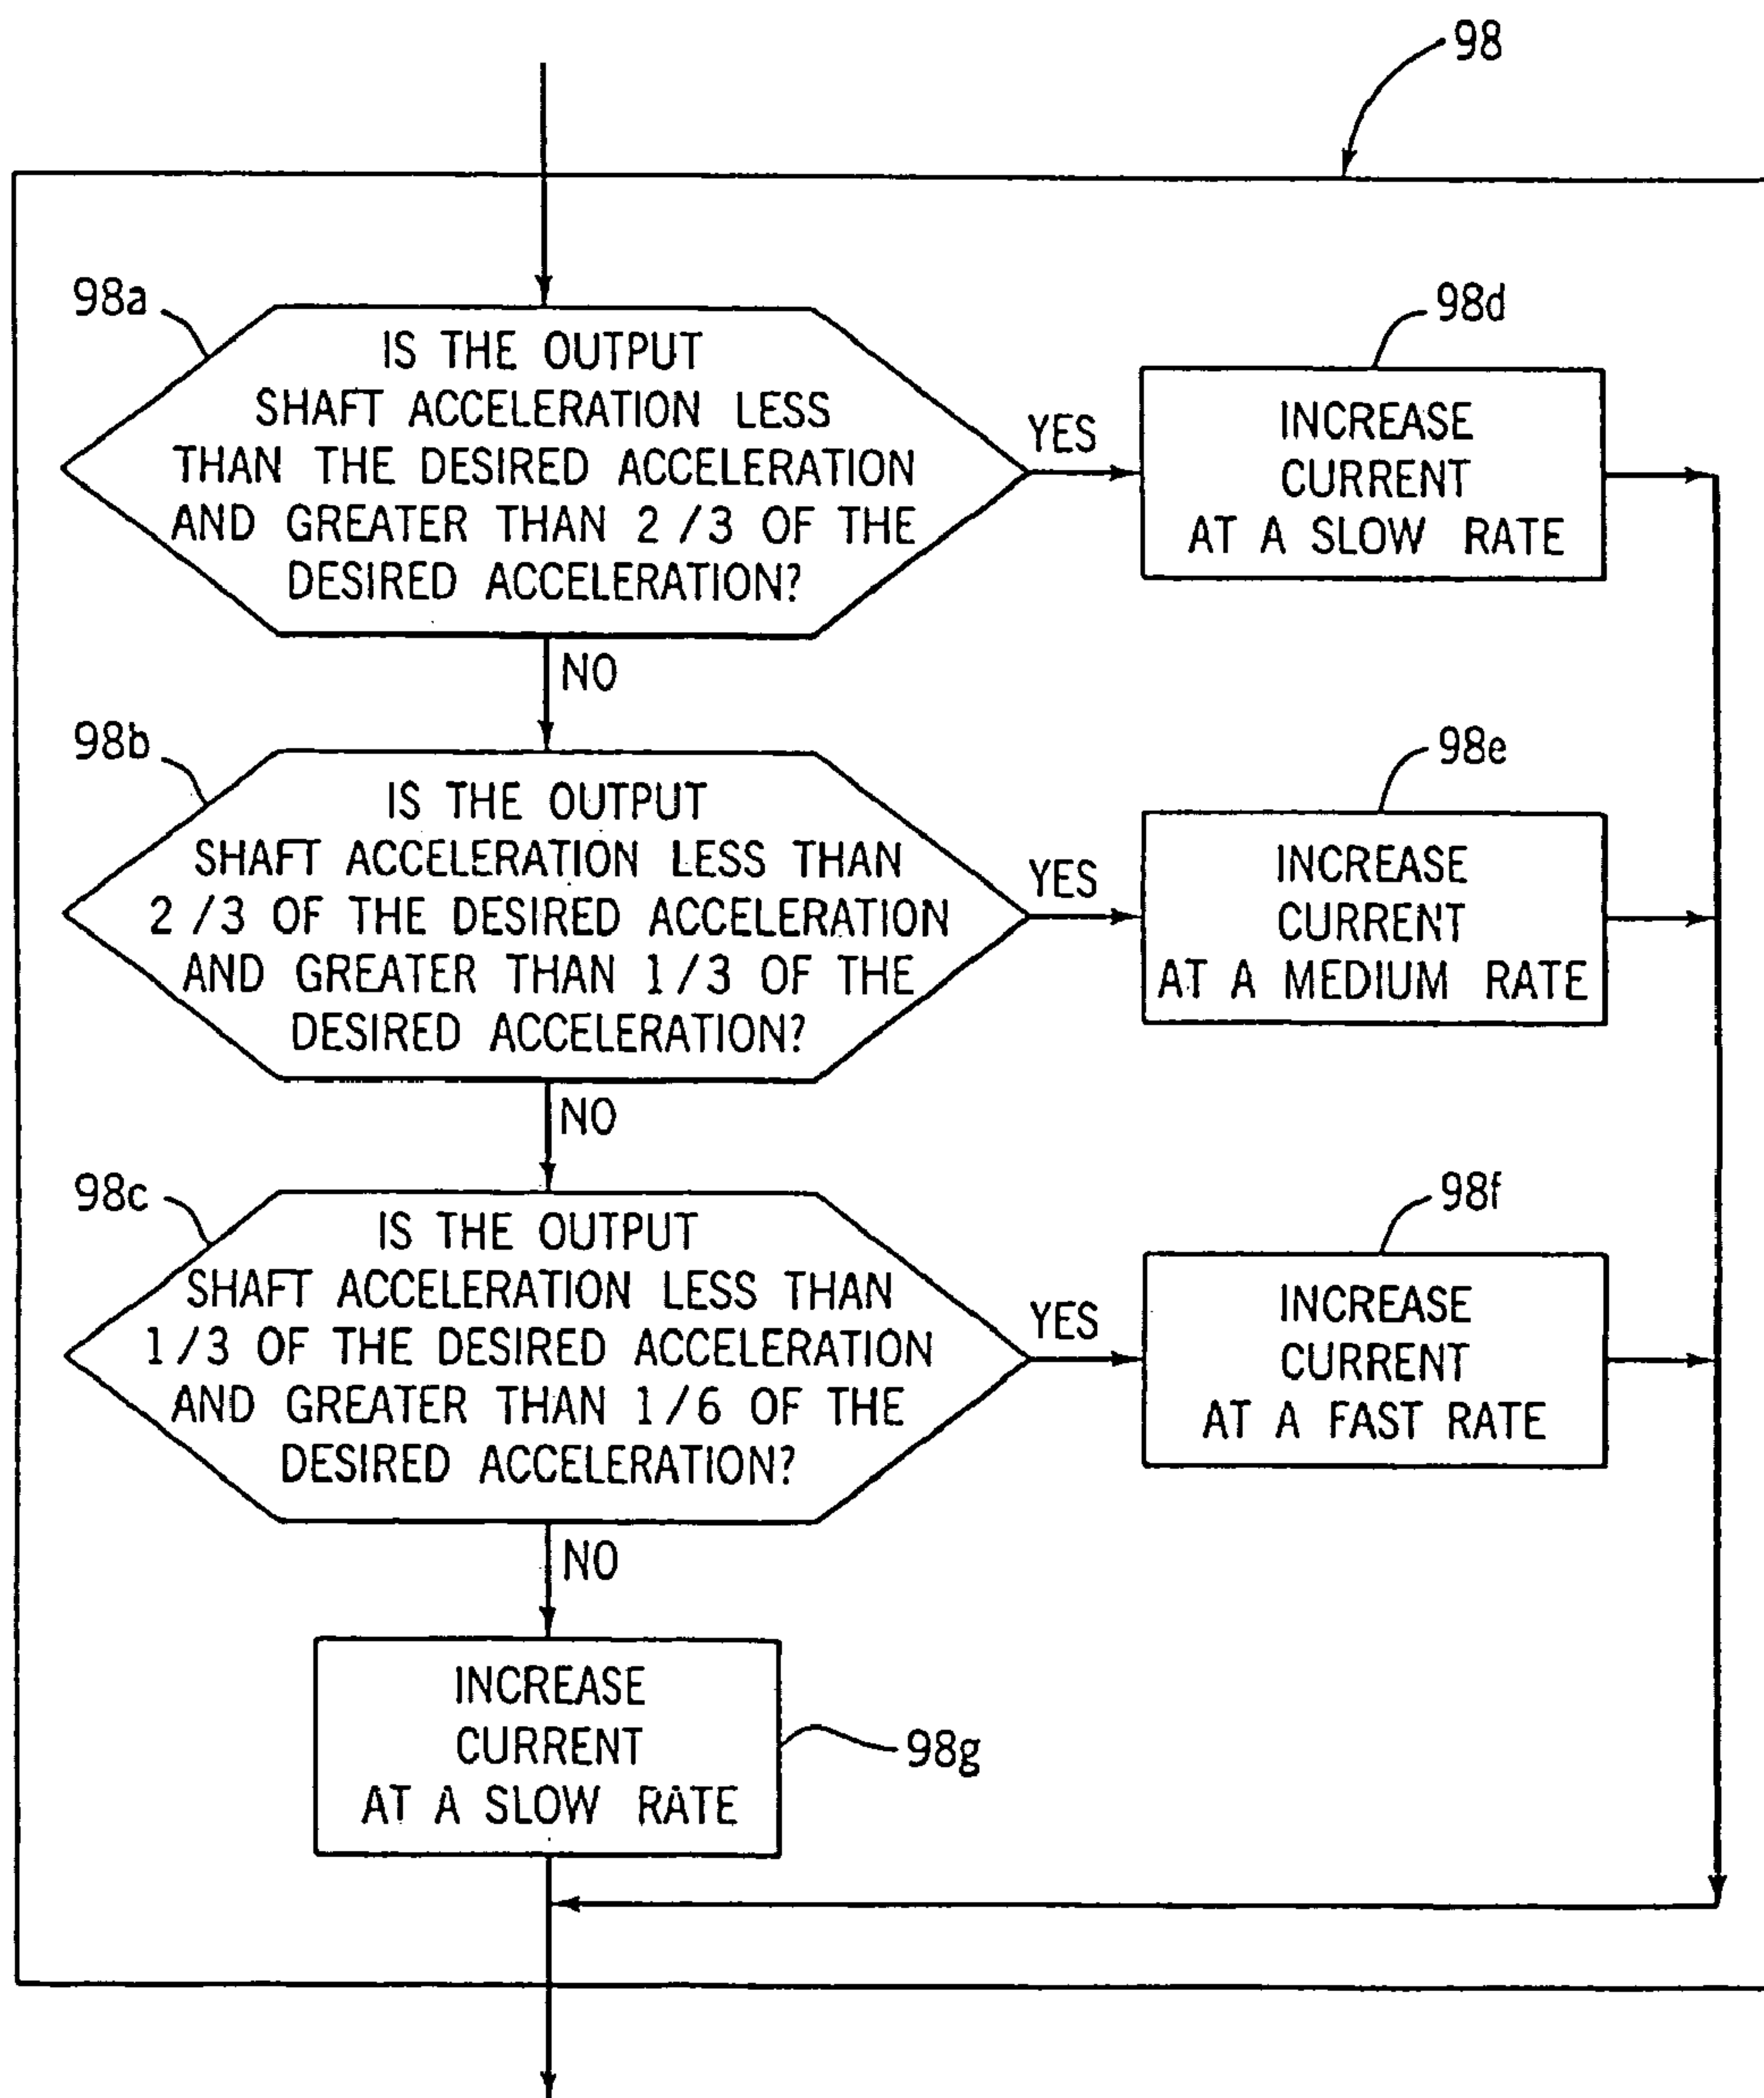 98
98a
IS THE OUTPUT
SHAFT ACCELERATION LESS
THAN THE DESIRED ACCELERATION
AND GREATER THAN 2/3 OF THE
DESIRED ACCELERATION?
YES
98d
INCREASE
CURRENT
AT A SLOW RATE
NO
98b
IS THE OUTPUT
SHAFT ACCELERATION LESS THAN
2/3 OF THE DESIRED ACCELERATION
AND GREATER THAN 1/3 OF THE
DESIRED ACCELERATION?
YES
98e
INCREASE
CURRENT
AT A MEDIUM RATE
NO
98c
IS THE OUTPUT
SHAFT ACCELERATION LESS THAN
1/3 OF THE DESIRED ACCELERATION
AND GREATER THAN 1/6 OF THE
DESIRED ACCELERATION?
YES
98f
INCREASE
CURRENT
AT A FAST RATE
NO
INCREASE
CURRENT
AT A SLOW RATE
98g